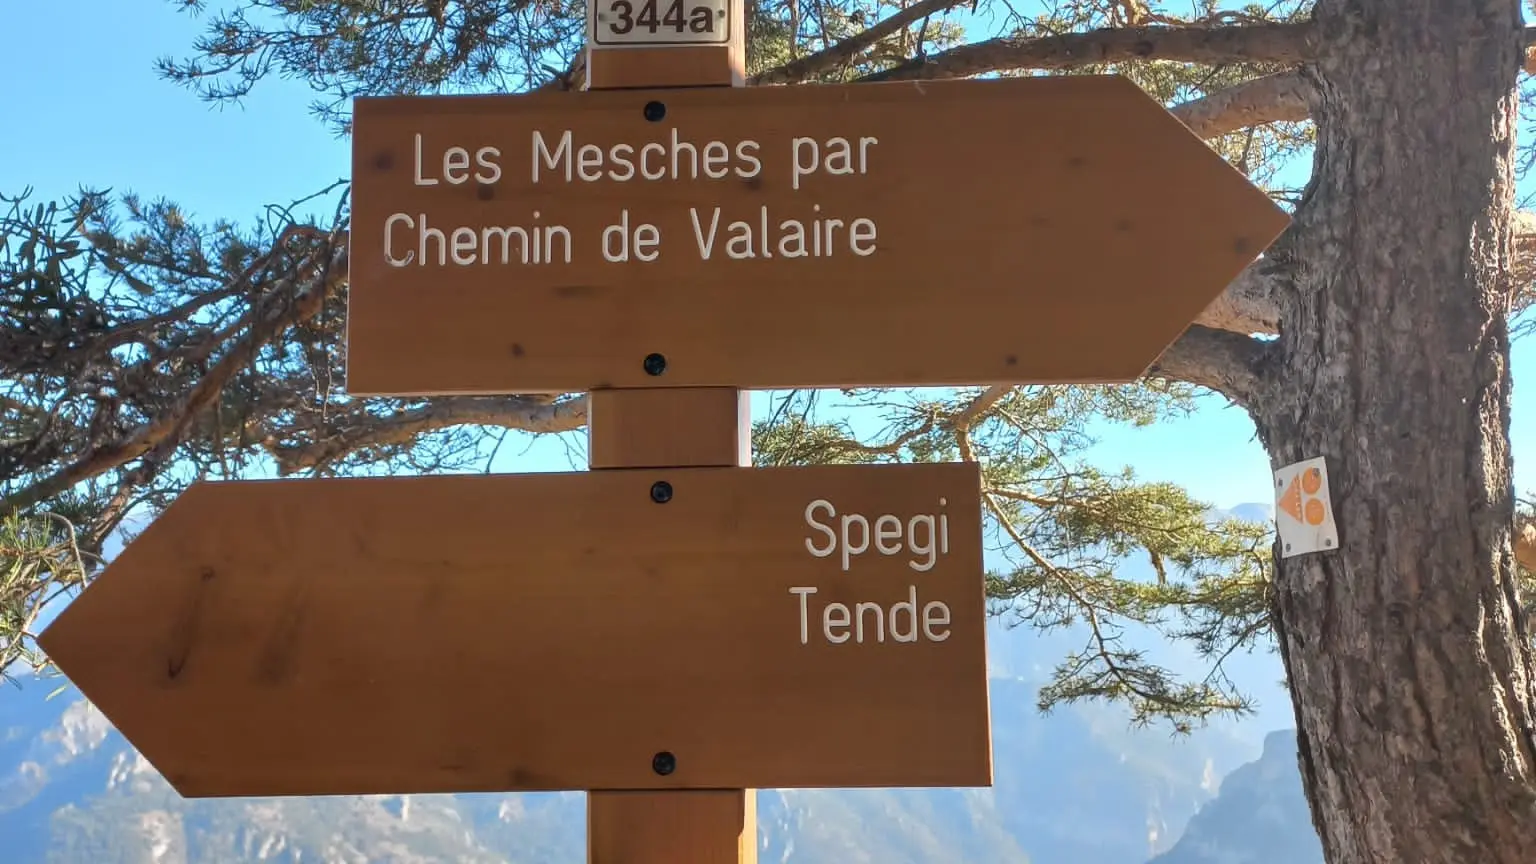 344a
Les Mesches par
Chemin de Valaire
Spegi
Tende